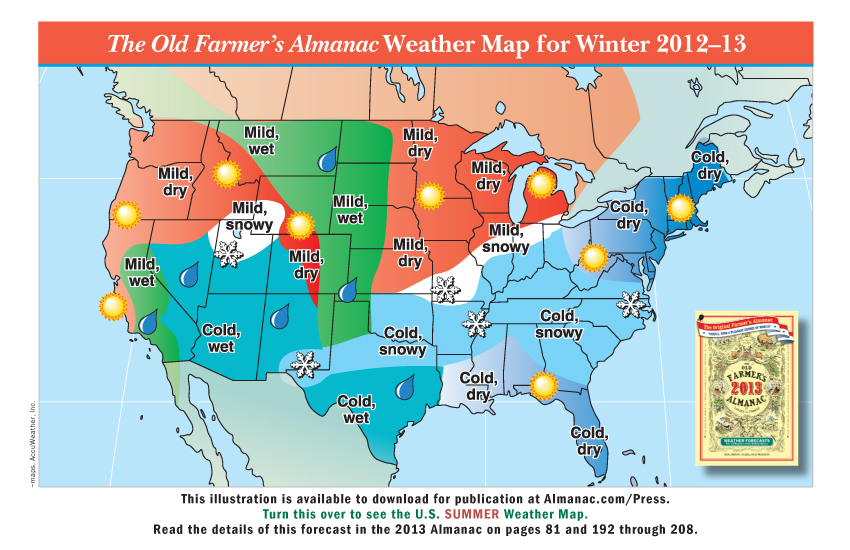 The Old Farmer's Almanac Weather Map for Winter 2012–13
Mild,
wet
Mild,
dry
Cold,
dry
Mild,
dry
Mild,
dry
Mild,
snowy
Mild,
wet
Cold,
dry
Mild,
snowy
Mild,
dry
Mild,
dry
Mild,
wet
Cold,
wet
Cold,
snowy
Cold,
snowy
Cold,
dry
Cold,
wet
Cold,
dry
The Original Farmer's Almanac
OLD
FARMER'S
2013
ALMANAC
WEATHER FORECASTS
–maps, AccuWeather, Inc.
This illustration is available to download for publication at Almanac.com/Press.
Turn this over to see the U.S. SUMMER Weather Map.
Read the details of this forecast in the 2013 Almanac on pages 81 and 192 through 208.